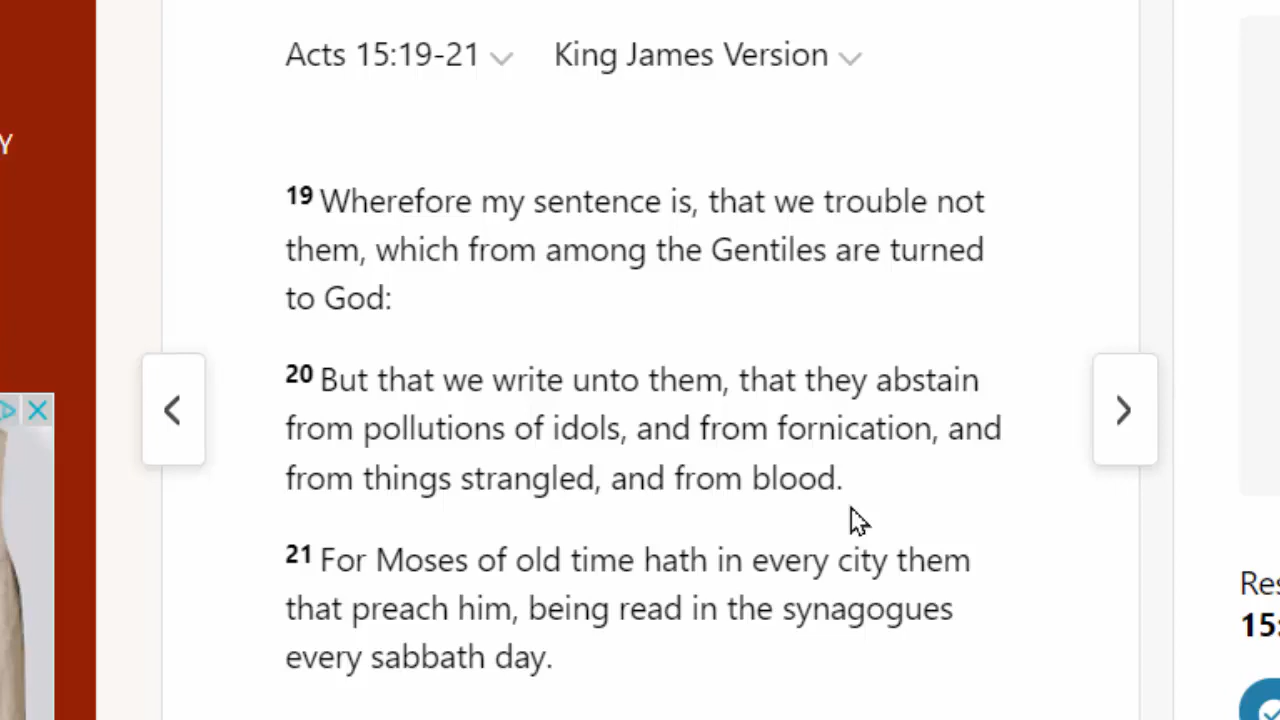 Acts 15:19-21 King James Version
Y
19 Wherefore my sentence is, that we trouble not
them, which from among the Gentiles are turned
to God:
20 But that we write unto them, that they abstain
from pollutions of idols, and from fornication, and
from things strangled, and from blood.
21 For Moses of old time hath in every city them
that preach him, being read in the synagogues
every sabbath day.
Res
15: